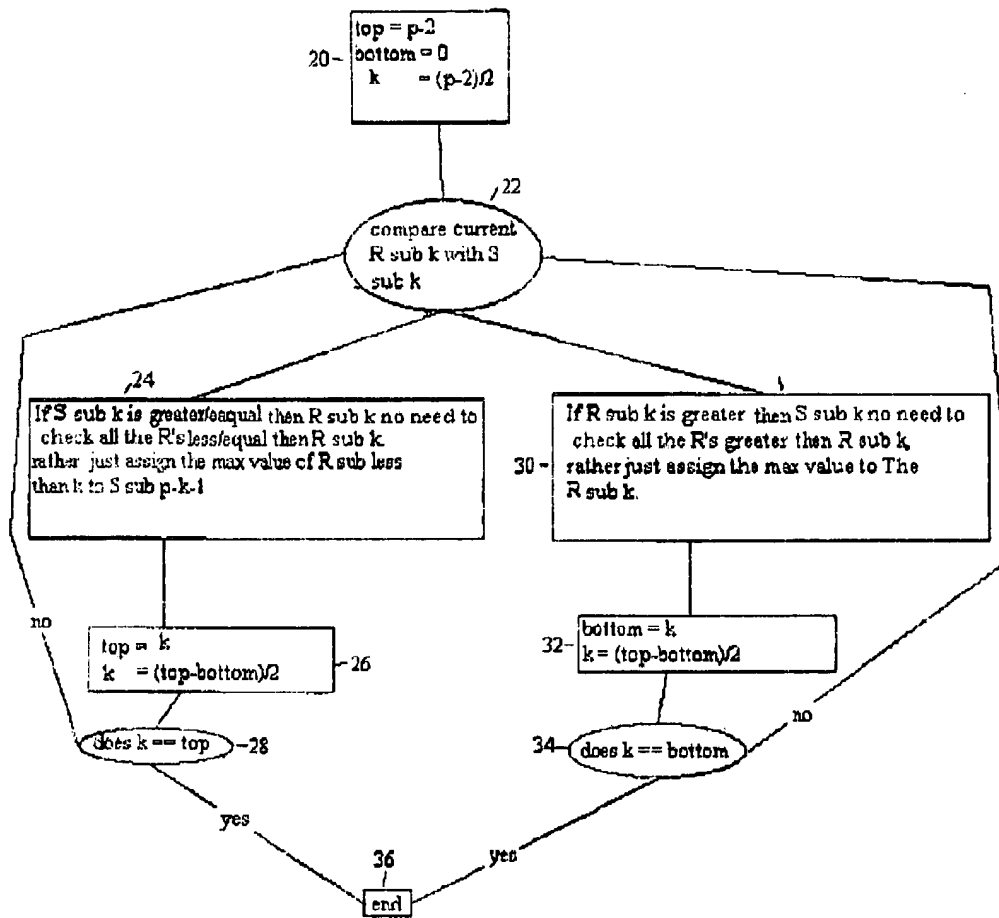 top = p-2
bottom = 0
20
k = (p-2)/2
22
compare current
R sub k with S
sub k
24
If S sub k is greater/eaqual then R sub k no need to
check all the R's less/equal then R sub k,
rather just assign the max value of R sub less
than k to S sub p-k-1
If R sub k is greater then S sub k no need to
check all the R's greater then R sub k,
30
rather just assign the max value to The
R sub k.
no
top = k
k = (top-bottom)/2
26
bottom = k
32
k = (top-bottom)/2
no
does k == top
28
34
does k == bottom
yes
yes
36
end